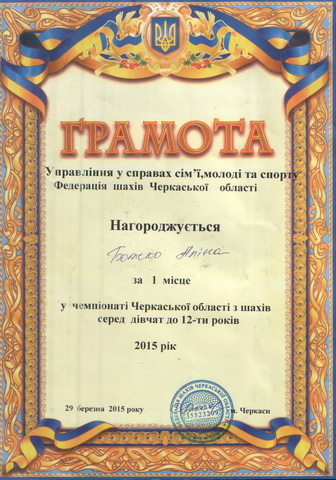 ГРАМОТА
Управління у справах сім'ї,молоді та спорту
Федерація шахів Черкаської області
Нагороджується
Божко Аліна
за 1 місце
у чемпіонаті Черкаської області з шахів
серед дівчат до 12-ти років
2015 рік
29 березня 2015 року
м. Черкаси